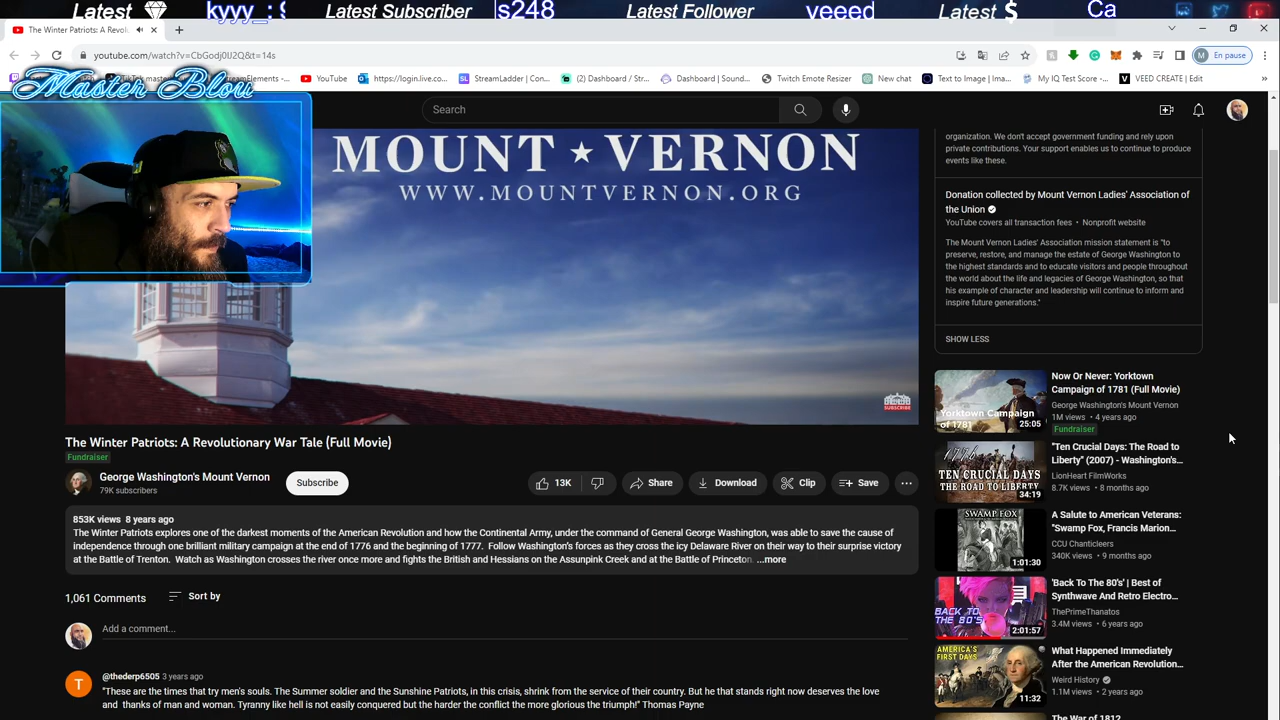 Latest kyyy_: Latest Subscriber ls248 Latest Follower veeed Latest $ Ca
The Winter Patriots: A Revol
youtube.com/watch?v=CbGodj0U2Q&t=14s
En pause
TikTok master StreamElements - ... YouTube https://login.live.co... StreamLadder | Con... (2) Dashboard / Str... Dashboard | Sound... Twitch Emote Resizer New chat Text to Image | Ima... My IQ Test Score -... VEED CREATE | Edit
Master Blou
Search
MOUNT ★ VERNON
WWW.MOUNTVERNON.ORG
SUBSCRIBE
The Winter Patriots: A Revolutionary War Tale (Full Movie)
Fundraiser
George Washington's Mount Vernon
79K subscribers
Subscribe
13K Share Download Clip Save
853K views 8 years ago
The Winter Patriots explores one of the darkest moments of the American Revolution and how the Continental Army, under the command of General George Washington, was able to save the cause of
independence through one brilliant military campaign at the end of 1776 and the beginning of 1777. Follow Washington's forces as they cross the icy Delaware River on their way to their surprise victory
at the Battle of Trenton. Watch as Washington crosses the river once more and fights the British and Hessians on the Assunpink Creek and at the Battle of Princeton. ...more
1,061 Comments Sort by
Add a comment...
T
@thederp6505 3 years ago
"These are the times that try men's souls. The Summer soldier and the Sunshine Patriots, in this crisis, shrink from the service of their country. But he that stands right now deserves the love
and thanks of man and woman. Tyranny like hell is not easily conquered. But the harder the conflict the more glorious the triumph!" Thomas Payne
organization. We don't accept government funding and rely upon
private contributions. Your support enables us to continue to produce
events like these.
Donation collected by Mount Vernon Ladies' Association of
the Union
YouTube covers all transaction fees • Nonprofit website
The Mount Vernon Ladies' Association mission statement is "to
preserve, restore, and manage the estate of George Washington to
the highest standards and to educate visitors and people throughout
the world about the life and legacies of George Washington, so that
his example of character and leadership will continue to inform and
inspire future generations."
SHOW LESS
Yorktown Campaign
of 1781
25:05
Now Or Never: Yorktown
Campaign of 1781 (Full Movie)
George Washington's Mount Vernon
1M views • 4 years ago
Fundraiser
1776
TEN CRUCIAL DAYS
THE ROAD TO LIBERTY
34:19
"Ten Crucial Days: The Road to
Liberty" (2007) - Washington's...
LionHeart FilmWorks
8.7K views • 8 months ago
SWAMP FOX
1:01:30
A Salute to American Veterans:
"Swamp Fox, Francis Marion...
CCU Chanticleers
340K views • 9 months ago
BACK TO
THE 80'S
2:01:57
'Back To The 80's' | Best of
Synthwave And Retro Electro...
ThePrimeThanatos
3.4M views • 6 years ago
AMERICA'S
FIRST DAYS
11:32
What Happened Immediately
After the American Revolution...
Weird History
1.1M views • 2 years ago
The War of 1812